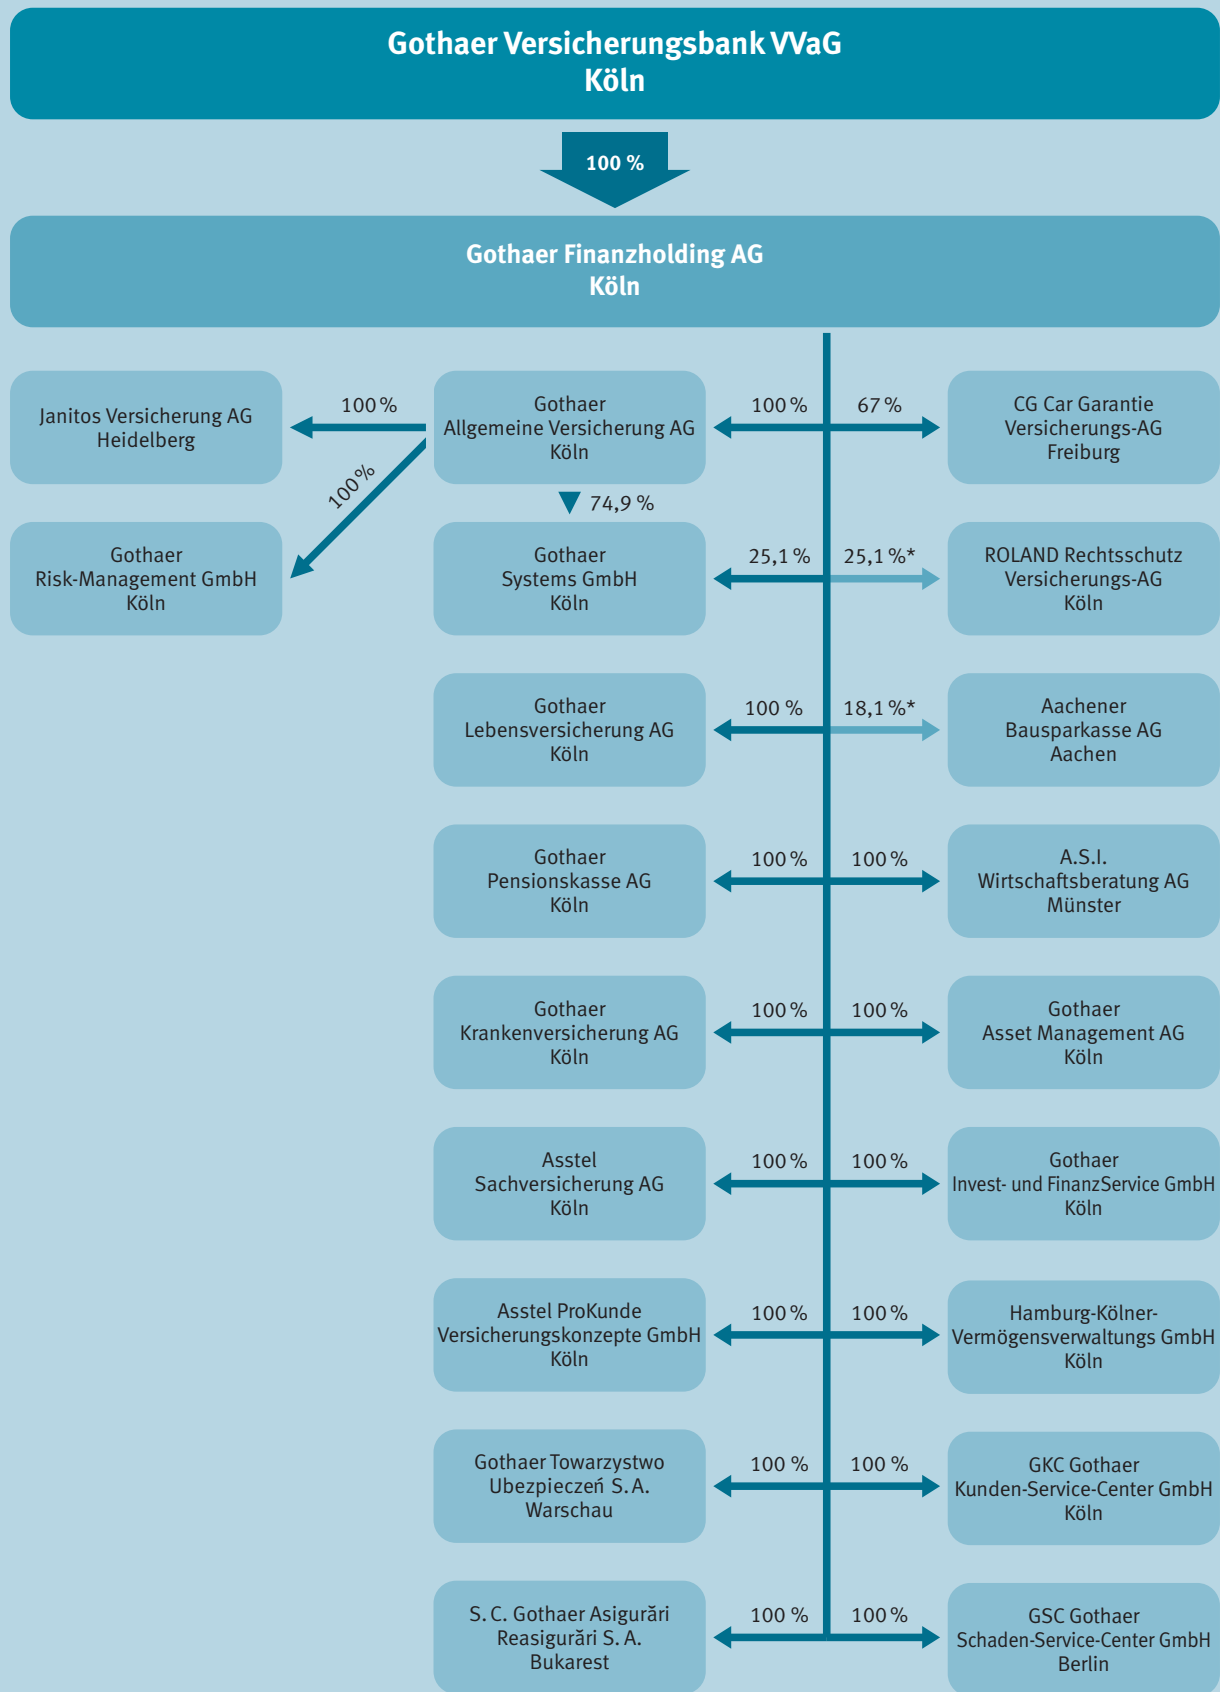 Gothaer Versicherungsbank VVaG
Köln
100 %
Gothaer Finanzholding AG
Köln
Janitos Versicherung AG
Heidelberg
100 %
Gothaer
Allgemeine Versicherung AG
Köln
100 %
67 %
CG Car Garantie
Versicherungs-AG
Freiburg
100 %
74,9 %
Gothaer
Risk-Management GmbH
Köln
Gothaer
Systems GmbH
Köln
25,1 %
25,1 %*
ROLAND Rechtsschutz
Versicherungs-AG
Köln
Gothaer
Lebensversicherung AG
Köln
100 %
18,1 %*
Aachener
Bausparkasse AG
Aachen
Gothaer
Pensionskasse AG
Köln
100 %
100 %
A.S.I.
Wirtschaftsberatung AG
Münster
Gothaer
Krankenversicherung AG
Köln
100 %
100 %
Gothaer
Asset Management AG
Köln
Asstel
Sachversicherung AG
Köln
100 %
100 %
Gothaer
Invest- und FinanzService GmbH
Köln
Asstel ProKunde
Versicherungskonzepte GmbH
Köln
100 %
100 %
Hamburg-Kölner-
Vermögensverwaltungs GmbH
Köln
Gothaer Towarzystwo
Ubezpieczeń S. A.
Warschau
100 %
100 %
GKC Gothaer
Kunden-Service-Center GmbH
Köln
S. C. Gothaer Asigurări
Reasigurări S. A.
Bukarest
100 %
100 %
GSC Gothaer
Schaden-Service-Center GmbH
Berlin